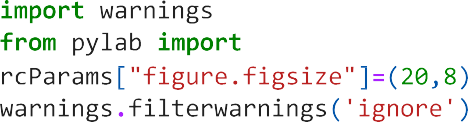 import warnings
from pylab import
rcParams["figure.figsize"]=(20,8)
warnings.filterwarnings('ignore')